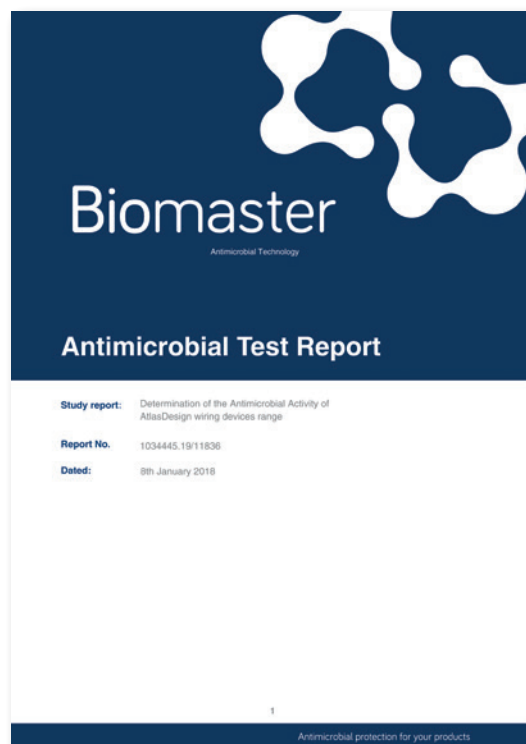 Biomaster
Antimicrobial Technology
Antimicrobial Test Report
Study report: Determination of the Antimicrobial Activity of
AtlasDesign wiring devices range
Report No. 1034445.19/11836
Dated: 8th January 2018
1
Antimicrobial protection for your products